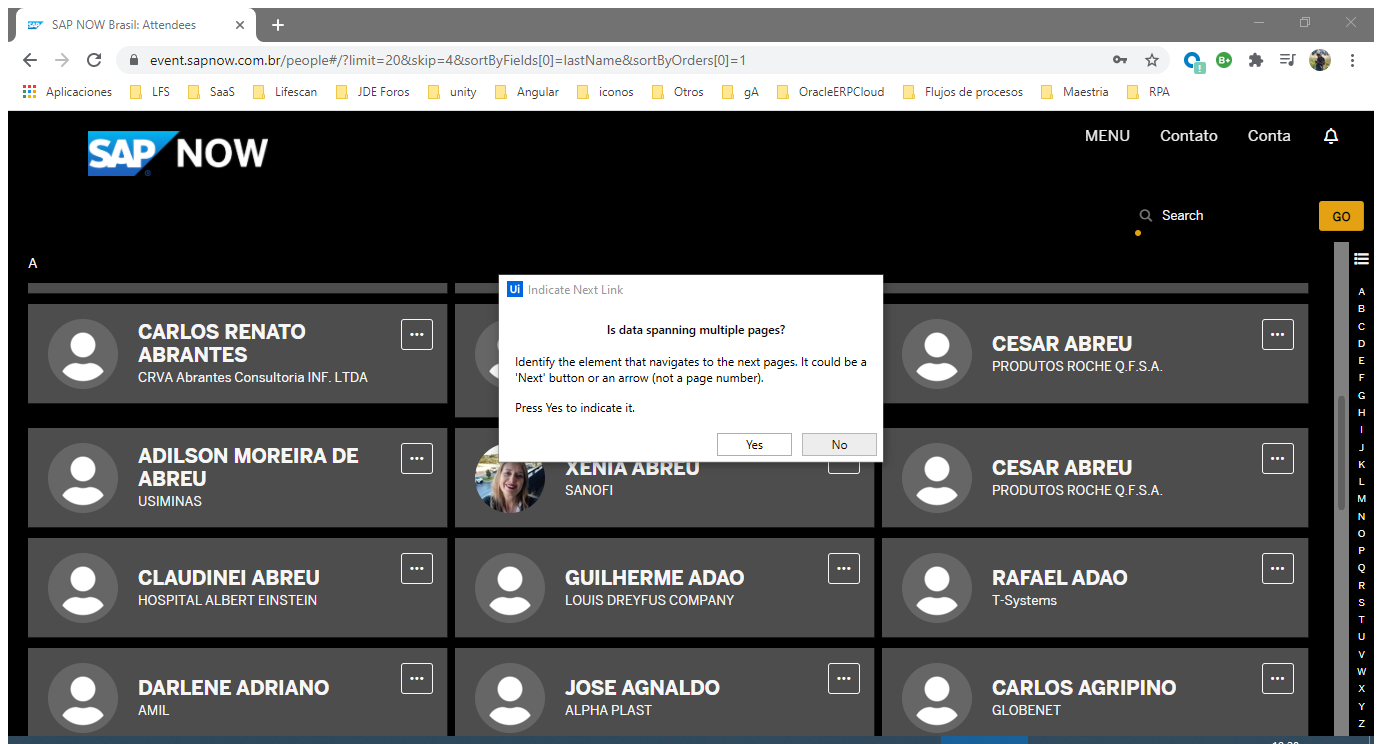 SAP NOW Brasil: Attendees
event.sapnow.com.br/people#/?limit=20&skip=4&sortByFields[0]=lastName&sortByOrders[0]=1
Aplicaciones LFS SaaS Lifescan JDE Foros unity Angular iconos Otros gA OracleERPCloud Flujos de procesos Maestria RPA
SAP NOW
MENU Contato Conta
Search
GO
A
Ui Indicate Next Link
Is data spanning multiple pages?
Identify the element that navigates to the next pages. It could be a
'Next' button or an arrow (not a page number).
Press Yes to indicate it.
Yes No
CARLOS RENATO
ABRANTES
CRVA Abrantes Consultoria INF. LTDA
CESAR ABREU
PRODUTOS ROCHE Q.F.S.A.
ADILSON MOREIRA DE
ABREU
USIMINAS
XENIA ABREU
SANOFI
CESAR ABREU
PRODUTOS ROCHE Q.F.S.A.
CLAUDINEI ABREU
HOSPITAL ALBERT EINSTEIN
GUILHERME ADAO
LOUIS DREYFUS COMPANY
RAFAEL ADAO
T-Systems
DARLENE ADRIANO
AMIL
JOSE AGNALDO
ALPHA PLAST
CARLOS AGRIPINO
GLOBENET
A
B
C
D
E
F
G
H
I
J
K
L
M
N
O
P
Q
R
S
T
U
V
W
X
Y
Z